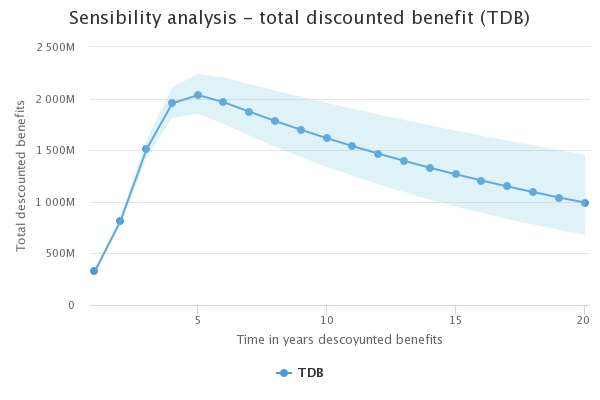 Sensibility analysis – total discounted benefit (TDB)
Total descounted benefits
2 500M
2 000M
1 500M
1 000M
500M
0
5
10
15
20
Time in years descoyunted benefits
TDB